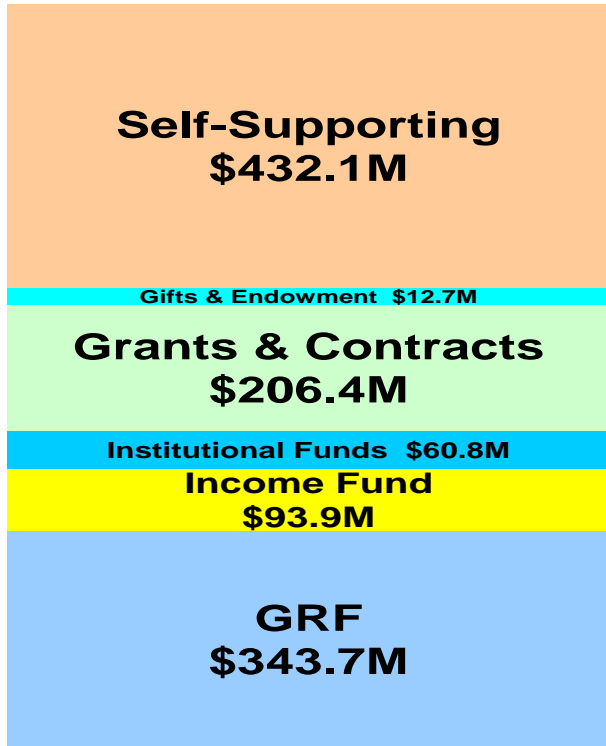 Self-Supporting
$432.1M
Gifts & Endowment $12.7M
Grants & Contracts
$206.4M
Institutional Funds $60.8M
Income Fund
$93.9M
GRF
$343.7M